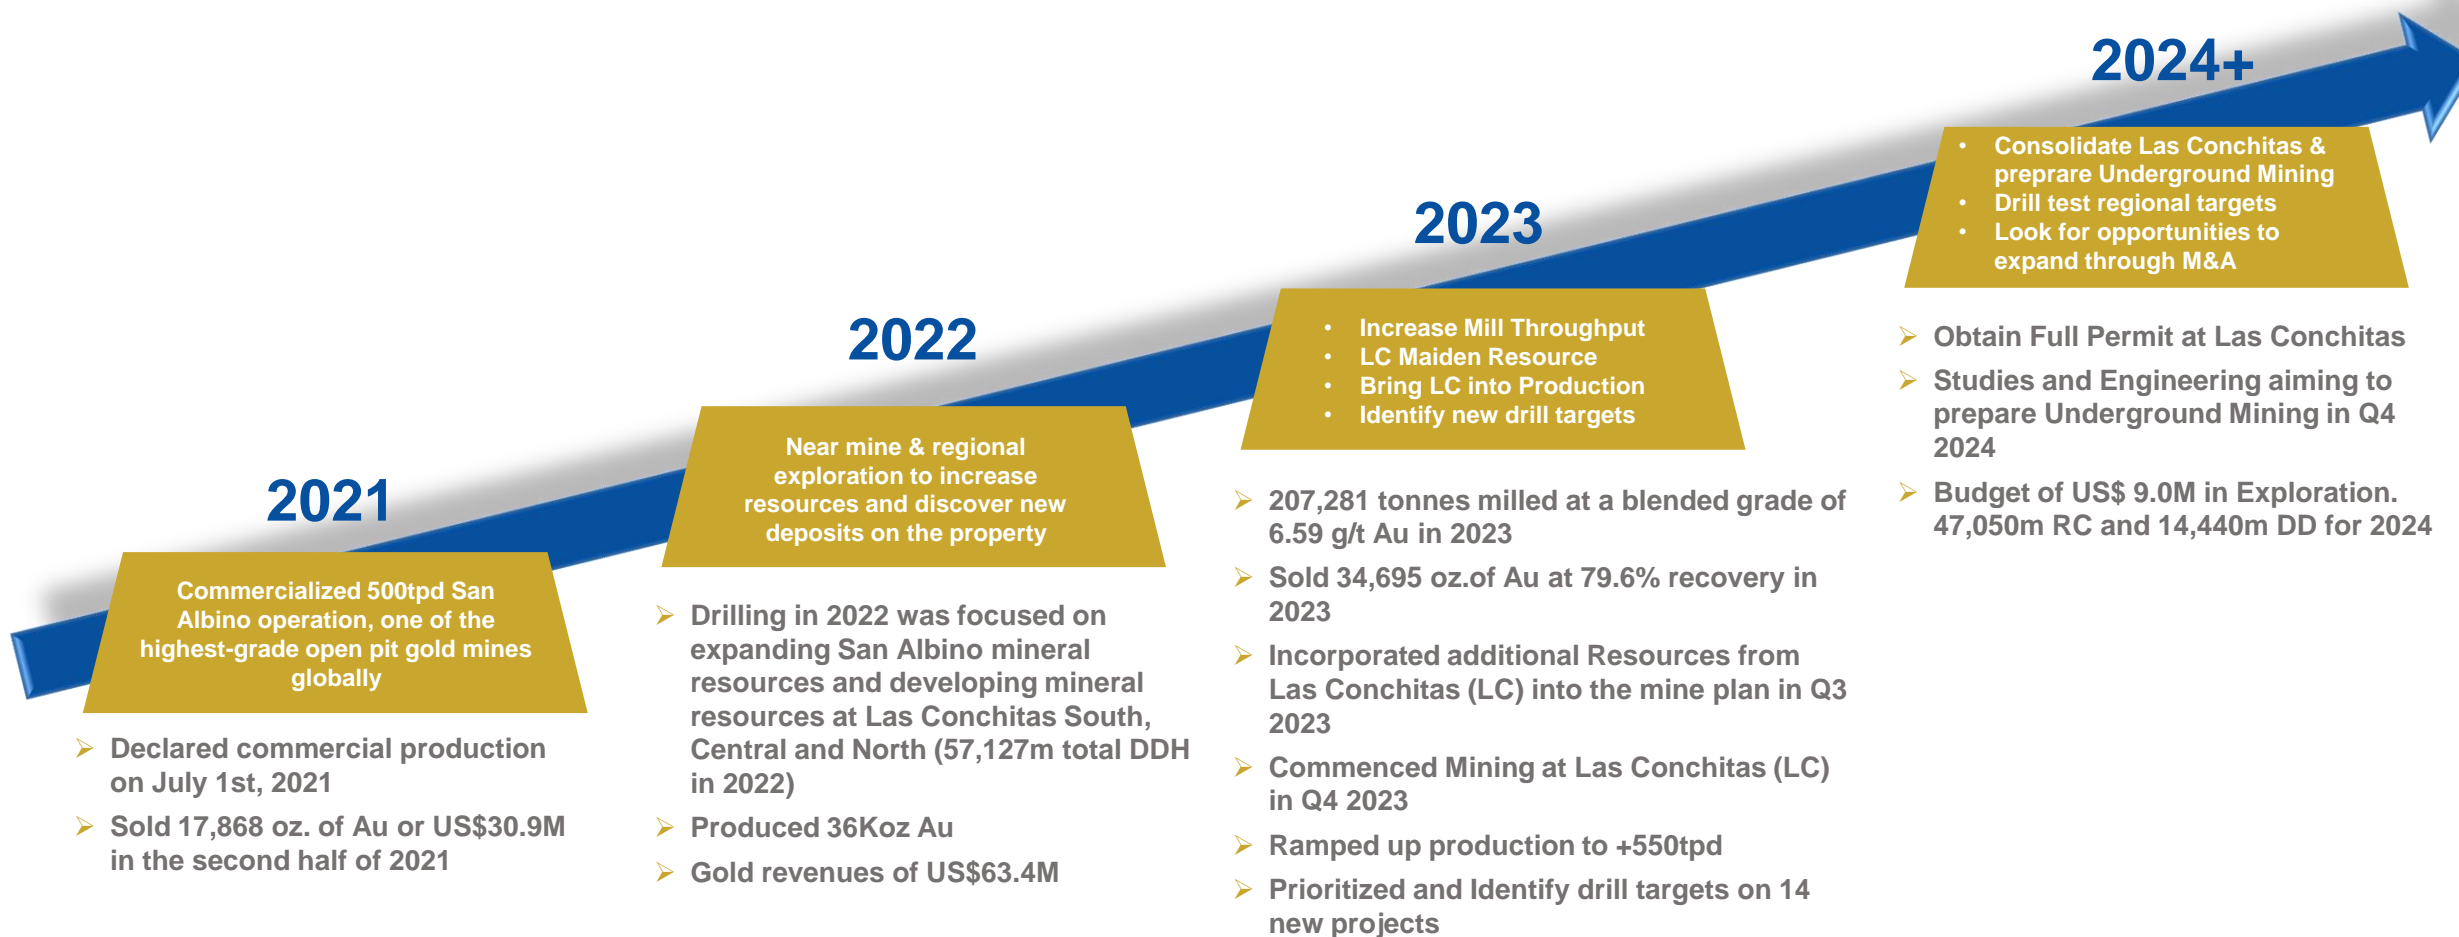 2021
Commercialized 500tpd San
Albino operation, one of the
highest-grade open pit gold mines
globally
➢ Declared commercial production
on July 1st, 2021
➢ Sold 17,868 oz. of Au or US$30.9M
in the second half of 2021
2022
Near mine & regional
exploration to increase
resources and discover new
deposits on the property
➢ Drilling in 2022 was focused on
expanding San Albino mineral
resources and developing mineral
resources at Las Conchitas South,
Central and North (57,127m total DDH
in 2022)
➢ Produced 36Koz Au
➢ Gold revenues of US$63.4M
2023
• Increase Mill Throughput
• LC Maiden Resource
• Bring LC into Production
• Identify new drill targets
➢ 207,281 tonnes milled at a blended grade of
6.59 g/t Au in 2023
➢ Sold 34,695 oz.of Au at 79.6% recovery in
2023
➢ Incorporated additional Resources from
Las Conchitas (LC) into the mine plan in Q3
2023
➢ Commenced Mining at Las Conchitas (LC)
in Q4 2023
➢ Ramped up production to +550tpd
➢ Prioritized and Identify drill targets on 14
new projects
2024+
• Consolidate Las Conchitas &
preprare Underground Mining
• Drill test regional targets
• Look for opportunities to
expand through M&A
➢ Obtain Full Permit at Las Conchitas
➢ Studies and Engineering aiming to
prepare Underground Mining in Q4
2024
➢ Budget of US$ 9.0M in Exploration.
47,050m RC and 14,440m DD for 2024